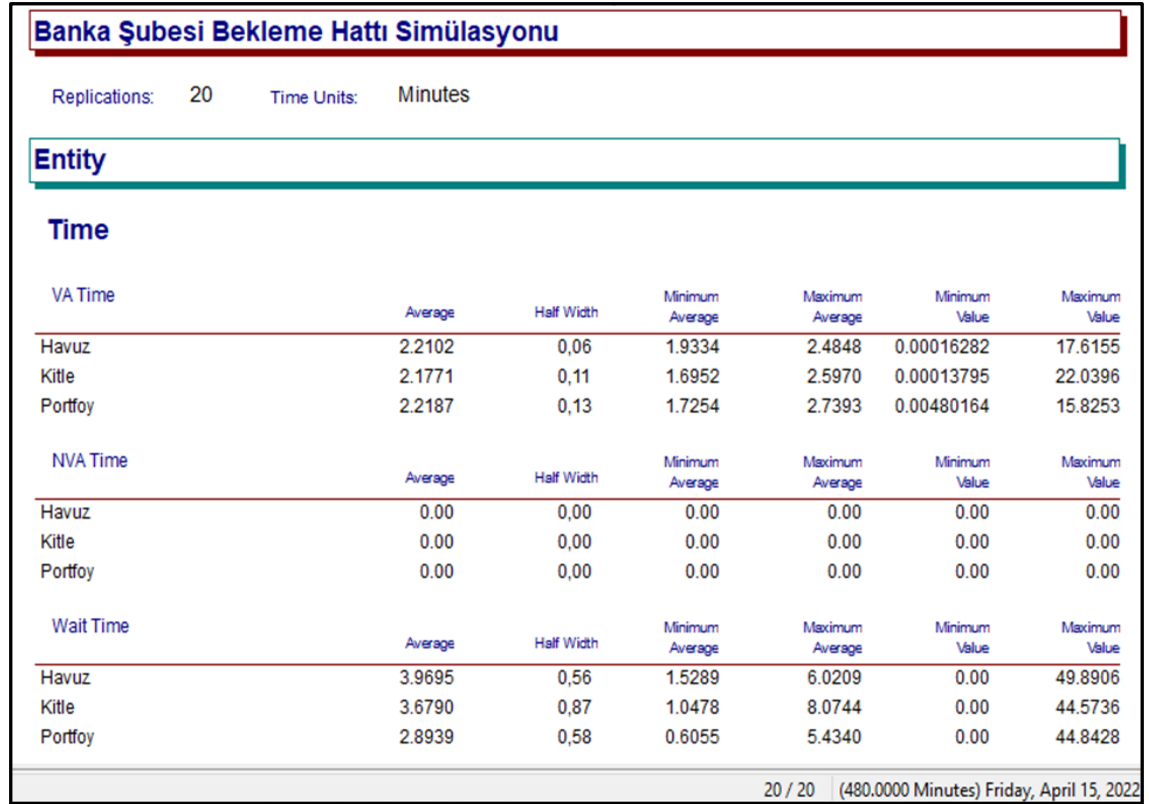 Banka Şubesi Bekleme Hattı Simülasyonu
Replications: 20 Time Units: Minutes
Entity
Time
VA Time Average Half Width Minimum Average Maximum Average Minimum Value Maximum Value
Havuz 2.2102 0,06 1.9334 2.4848 0.00016282 17.6155
Kitle 2.1771 0,11 1.6952 2.5970 0.00013795 22.0396
Portfoy 2.2187 0,13 1.7254 2.7393 0.00480164 15.8253
NVA Time Average Half Width Minimum Average Maximum Average Minimum Value Maximum Value
Havuz 0.00 0,00 0.00 0.00 0.00 0.00
Kitle 0.00 0,00 0.00 0.00 0.00 0.00
Portfoy 0.00 0,00 0.00 0.00 0.00 0.00
Wait Time Average Half Width Minimum Average Maximum Average Minimum Value Maximum Value
Havuz 3.9695 0,56 1.5289 6.0209 0.00 49.8906
Kitle 3.6790 0,87 1.0478 8.0744 0.00 44.5736
Portfoy 2.8939 0,58 0.6055 5.4340 0.00 44.8428
20 / 20 (480.0000 Minutes) Friday, April 15, 2022